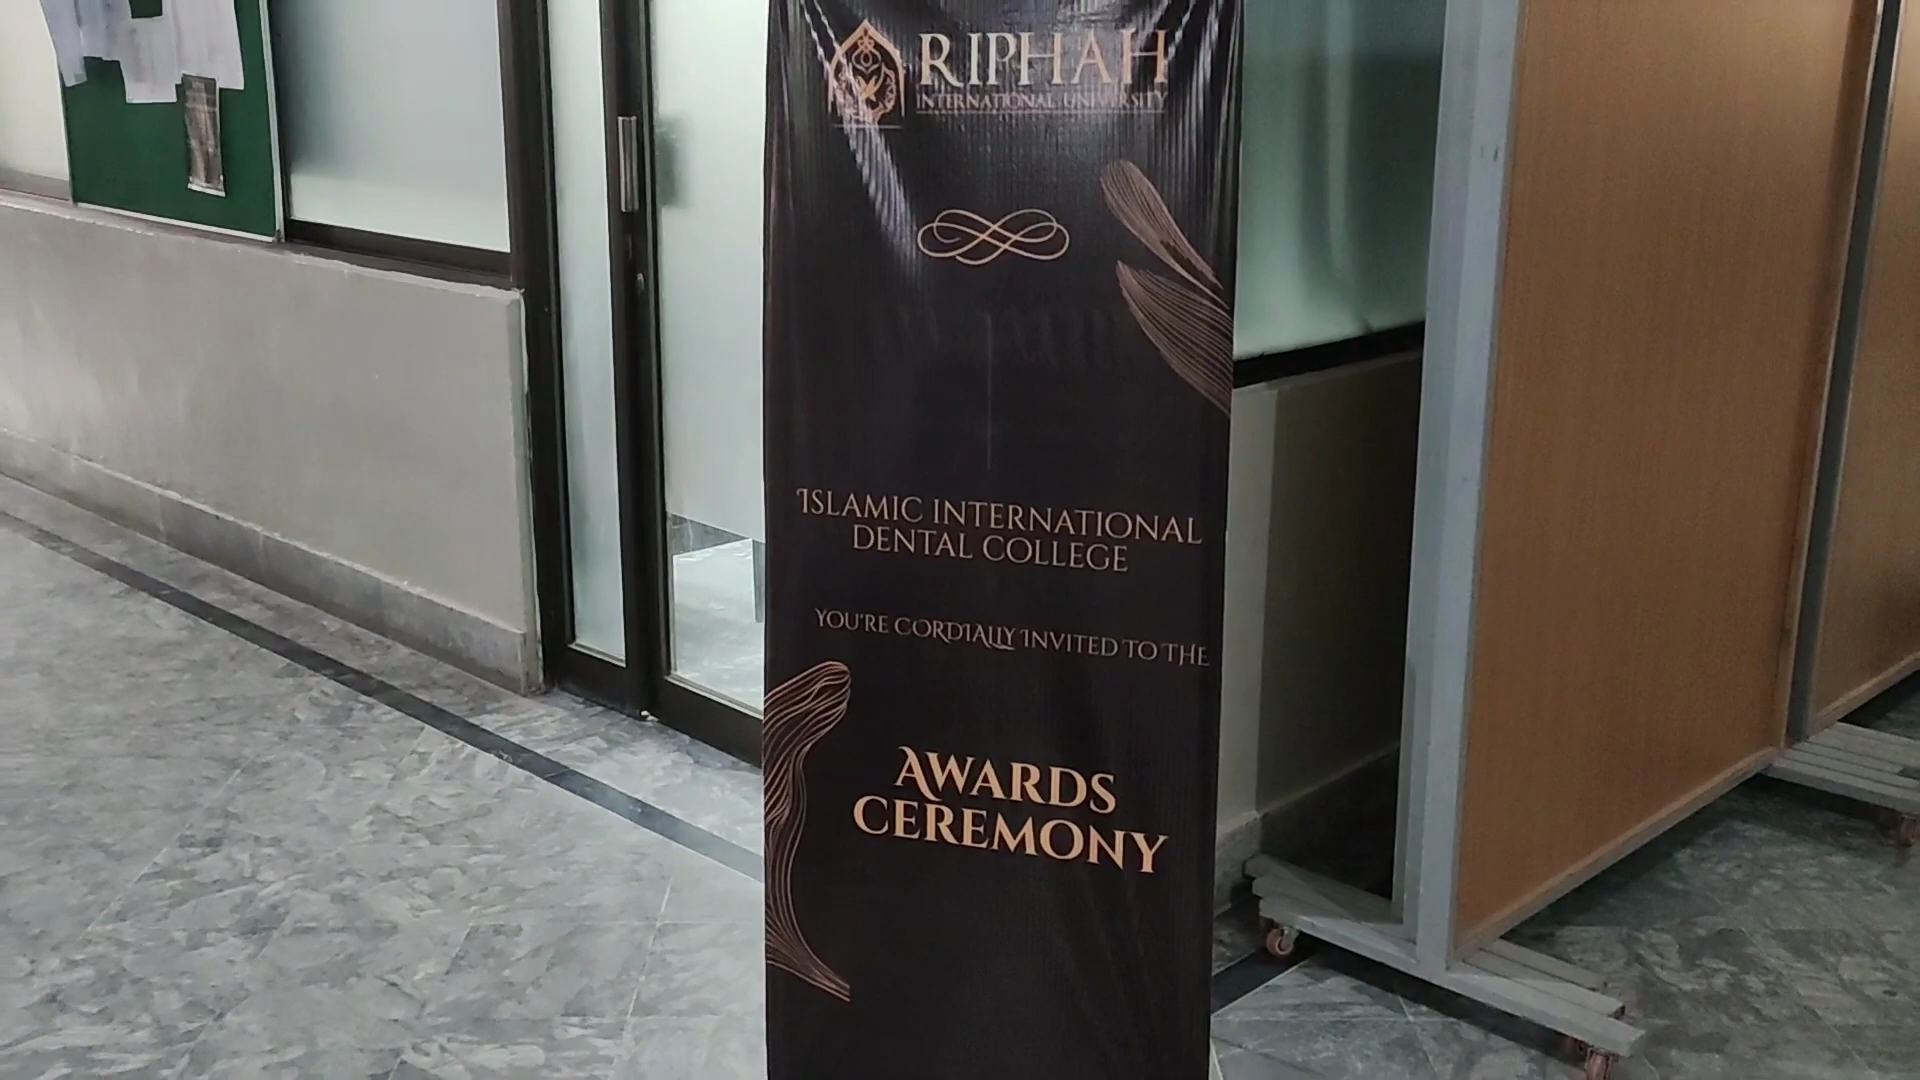 RIPHAH
INTERNATIONAL UNIVERSITY
ISLAMIC INTERNATIONAL
DENTAL COLLEGE
YOU'RE CORDIALLY INVITED TO THE
AWARDS
CEREMONY